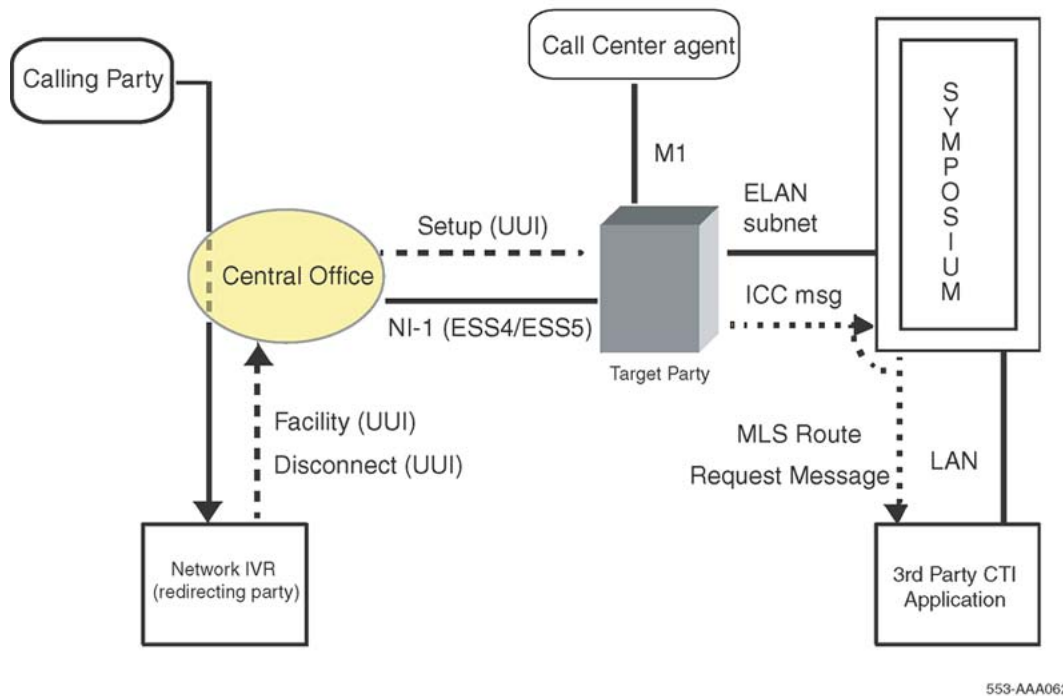 Calling Party
Call Center agent
SYMPOSIUM
M1
ELAN
subnet
Setup (UUI)
Central Office
ICC msg
NI-1 (ESS4/ESS5)
Target Party
Facility (UUI)
Disconnect (UUI)
MLS Route
Request Message
LAN
Network IVR
(redirecting party)
3rd Party CTI
Application